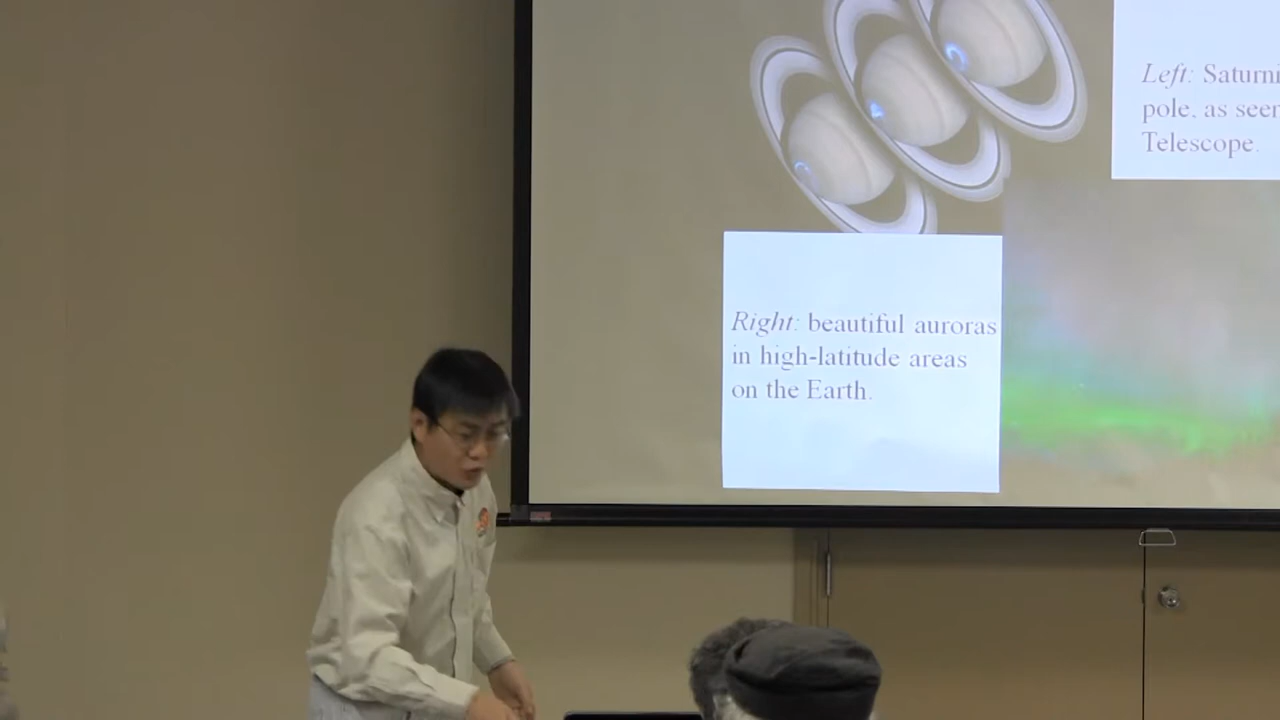 Left: Saturni
pole, as seen
Telescope.
Right: beautiful auroras
in high-latitude areas
on the Earth.